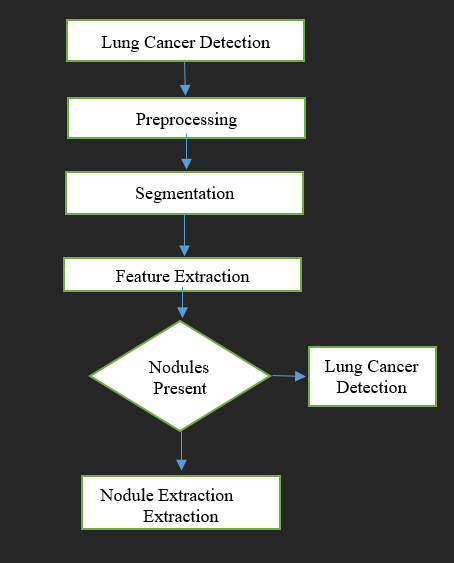 Lung Cancer Detection
Preprocessing
Segmentation
Feature Extraction
Nodules
Present
Lung Cancer
Detection
Nodule Extraction
Extraction